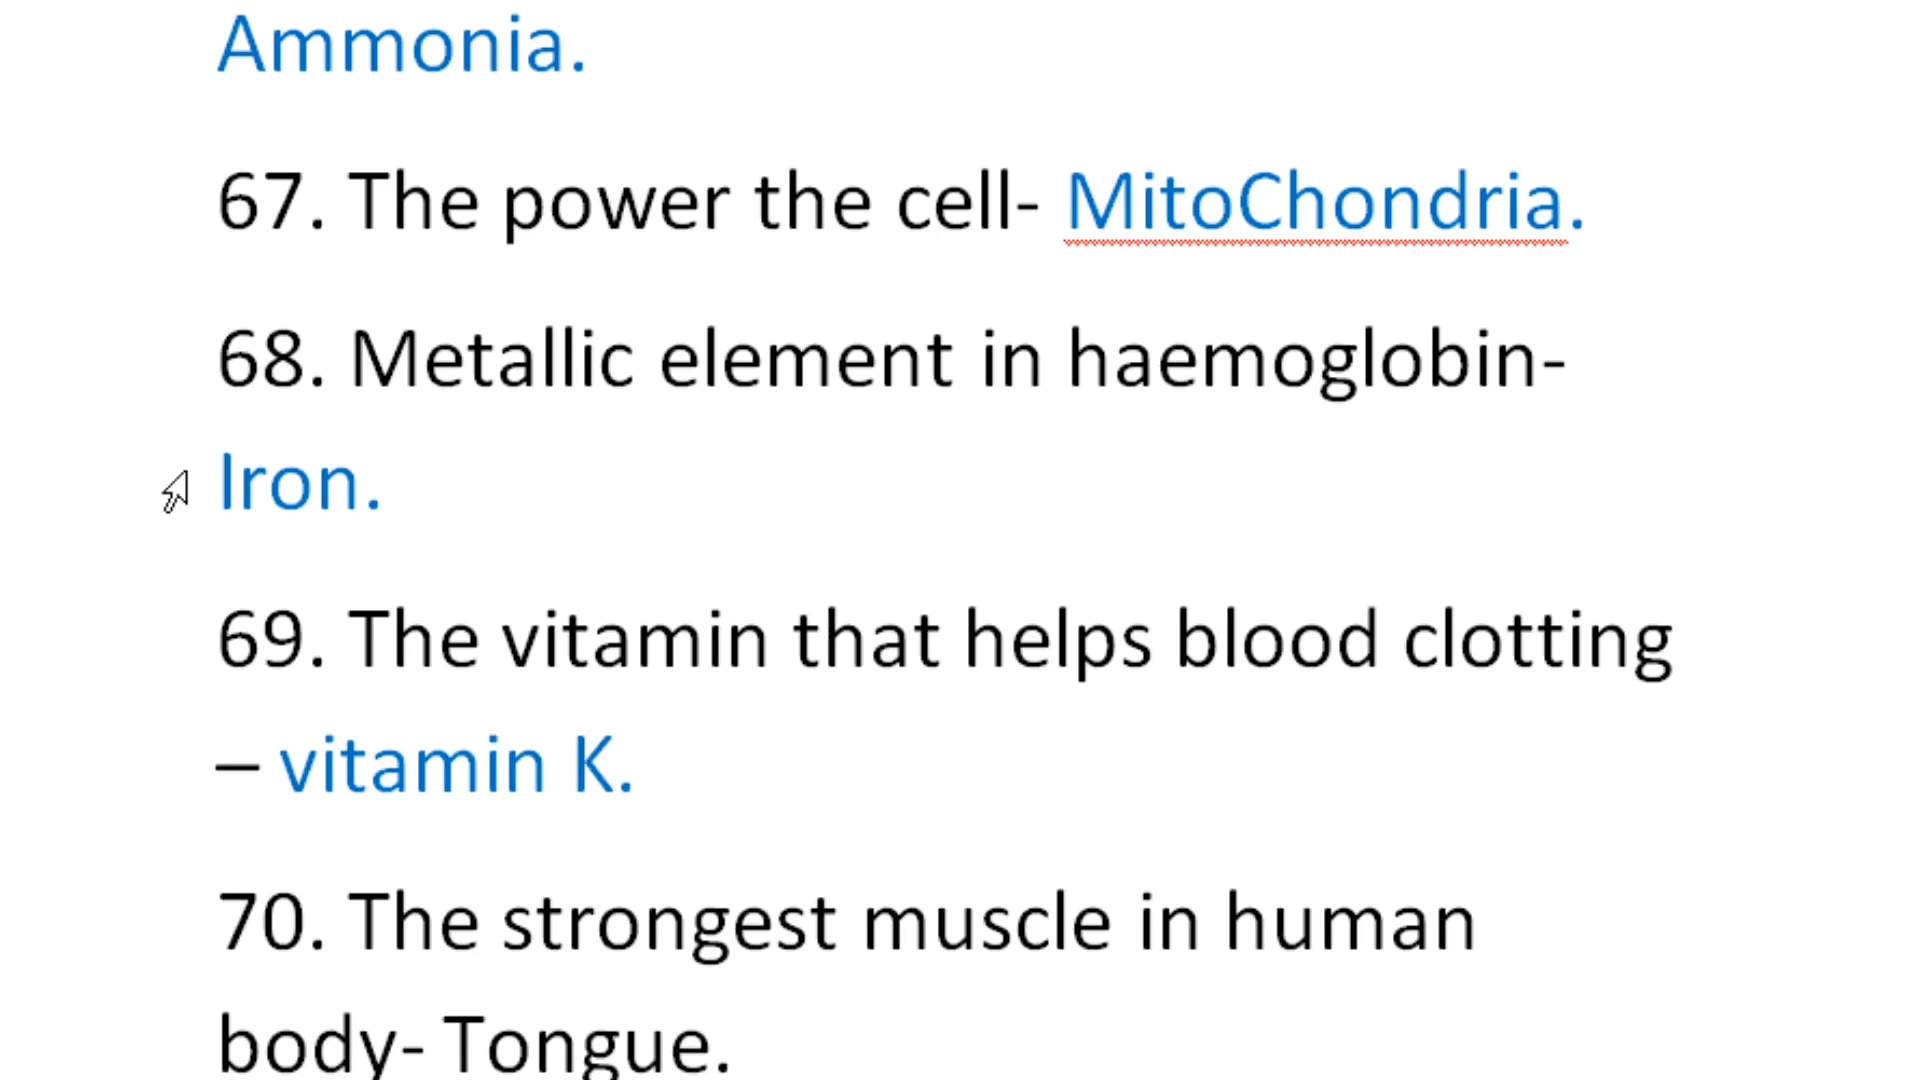 Ammonia.
67. The power the cell- MitoChondria.
68. Metallic element in haemoglobin-
Iron.
69. The vitamin that helps blood clotting
– vitamin K.
70. The strongest muscle in human
body- Tongue.